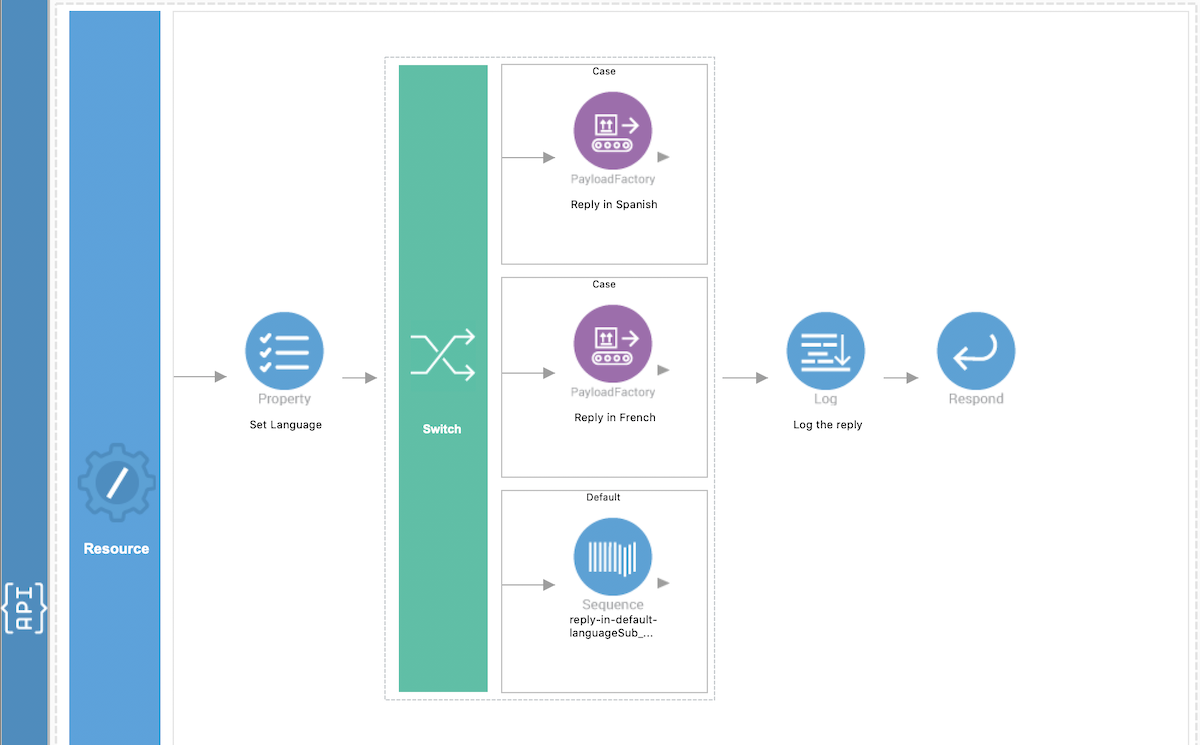 API
Resource
Property
Set Language
Switch
Case
PayloadFactory
Reply in Spanish
Case
PayloadFactory
Reply in French
Default
Sequence
reply-in-default-
languageSub_...
Log
Log the reply
Respond